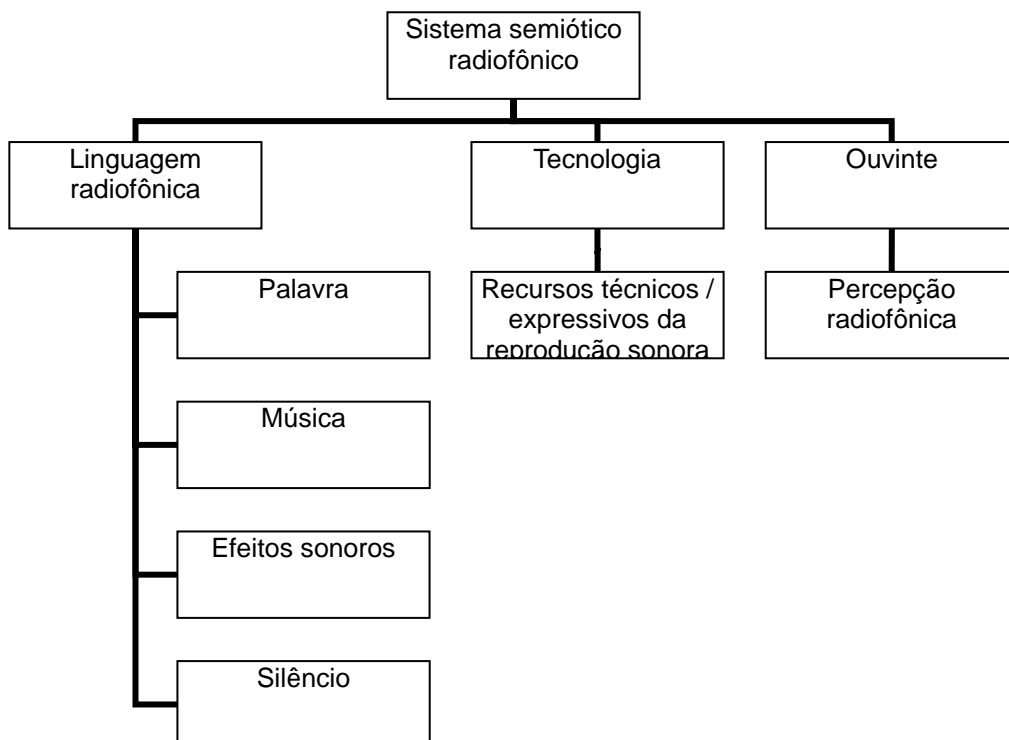 Sistema semiótico
radiofônico
Linguagem
radiofônica
Tecnologia
Ouvinte
Palavra
Recursos técnicos /
expressivos da
reprodução sonora
Percepção
radiofônica
Música
Efeitos sonoros
Silêncio